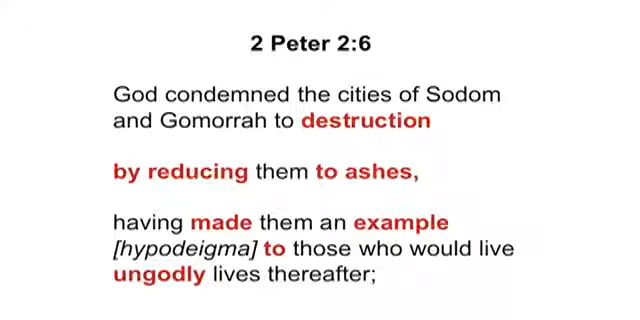 2 Peter 2:6
God condemned the cities of Sodom
and Gomorrah to destruction
by reducing them to ashes,
having made them an example
[hypodeigma] to those who would live
ungodly lives thereafter;